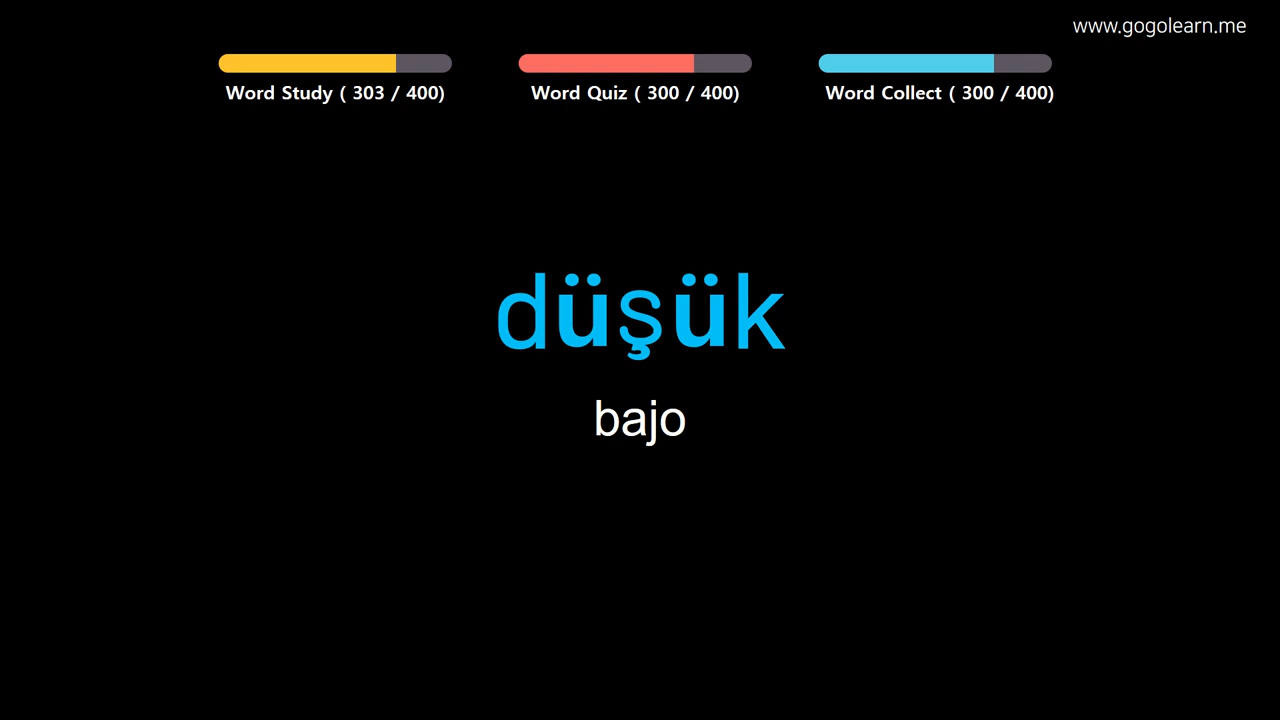 www.gogolearn.me
Word Study ( 303 / 400)
Word Quiz ( 300 / 400)
Word Collect ( 300 / 400)
düşük
bajo